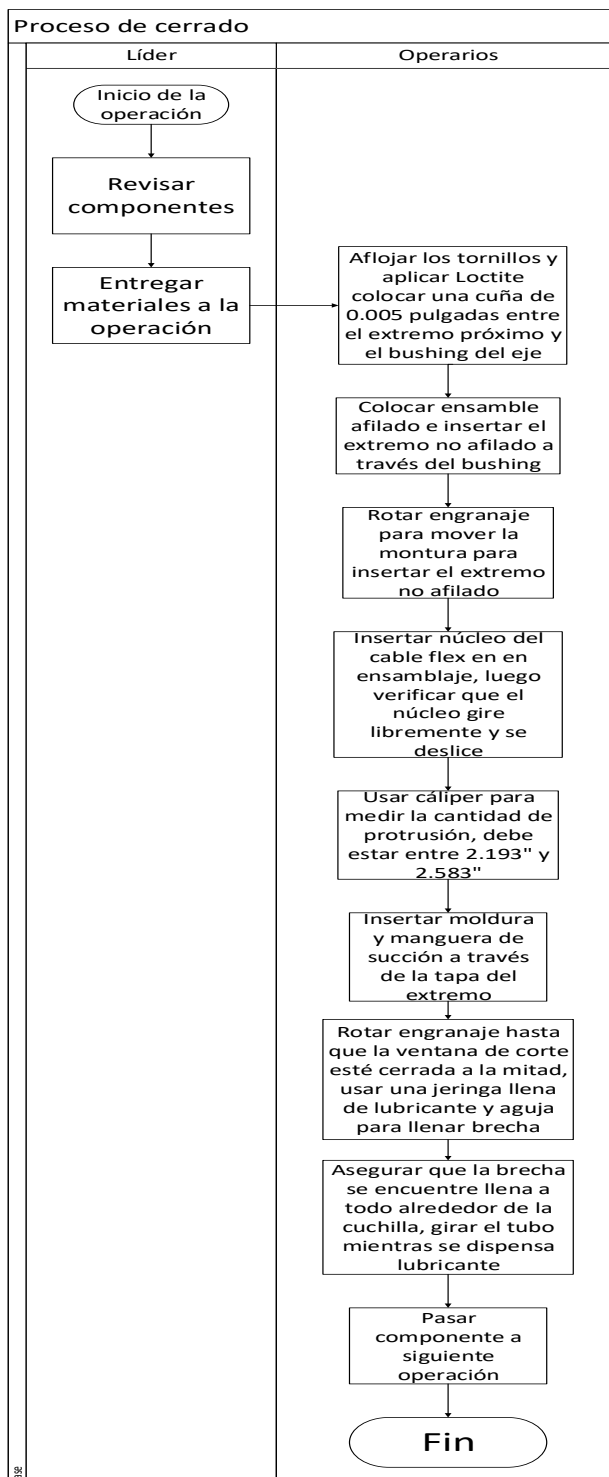 Proceso de cerrado
Líder
Operarios
Inicio de la
operación
Revisar
componentes
Entregar
materiales a la
operación
Aflojar los tornillos y
aplicar Loctite
colocar una cuña de
0.005 pulgadas entre
el extremo próximo y
el bushing del eje
Colocar ensamble
afilado e insertar el
extremo no afilado a
través del bushing
Rotar engranaje
para mover la
montura para
insertar el extremo
no afilado
Insertar núcleo del
cable flex en en
ensamblaje, luego
verificar que el
núcleo gire
libremente y se
deslice
Usar cáliper para
medir la cantidad de
protrusión, debe
estar entre 2.193" y
2.583"
Insertar moldura
y manguera de
succión a través
de la tapa del
extremo
Rotar engranaje hasta
que la ventana de corte
esté cerrada a la mitad,
usar una jeringa llena
de lubricante y aguja
para llenar brecha
Asegurar que la brecha
se encuentre llena a
todo alrededor de la
cuchilla, girar el tubo
mientras se dispensa
lubricante
Pasar
componente a
siguiente
operación
Fin